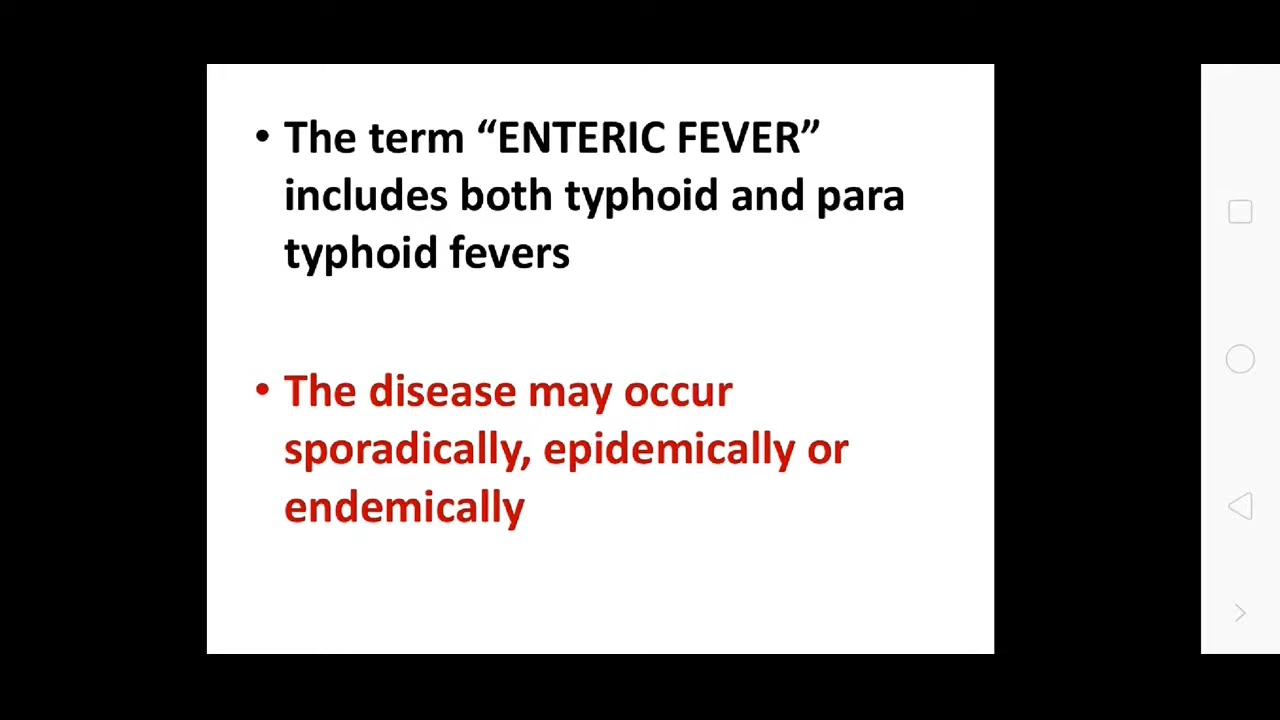 • The term “ENTERIC FEVER”
includes both typhoid and para
typhoid fevers
• The disease may occur
sporadically, epidemically or
endemically